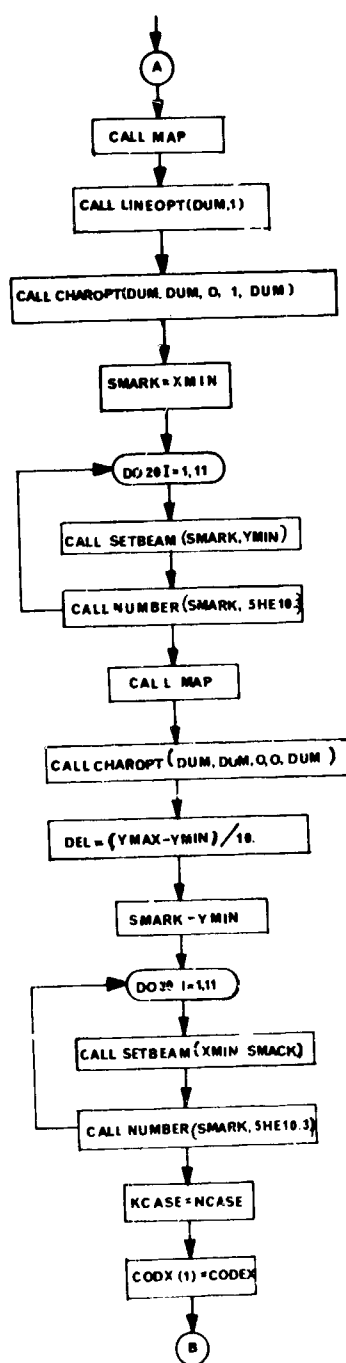 A
CALL MAP
CALL LINEOPT(DUM,1)
CALL CHAROPT(DUM.DUM, 0, 1, DUM)
SMARK=XMIN
DO 20 I=1,11
CALL SETBEAM (SMARK,YMIN)
CALL NUMBER(SMARK, 5HE10.3)
CALL MAP
CALL CHAROPT(DUM,DUM,0,0,DUM)
DEL=(YMAX-YMIN)/10.
SMARK-YMIN
DO 30 I=1,11
CALL SETBEAM(XMIN SMACK)
CALL NUMBER(SMARK, 5HE10.3)
KCASE=NCASE
CODX (1)=CODEX
B